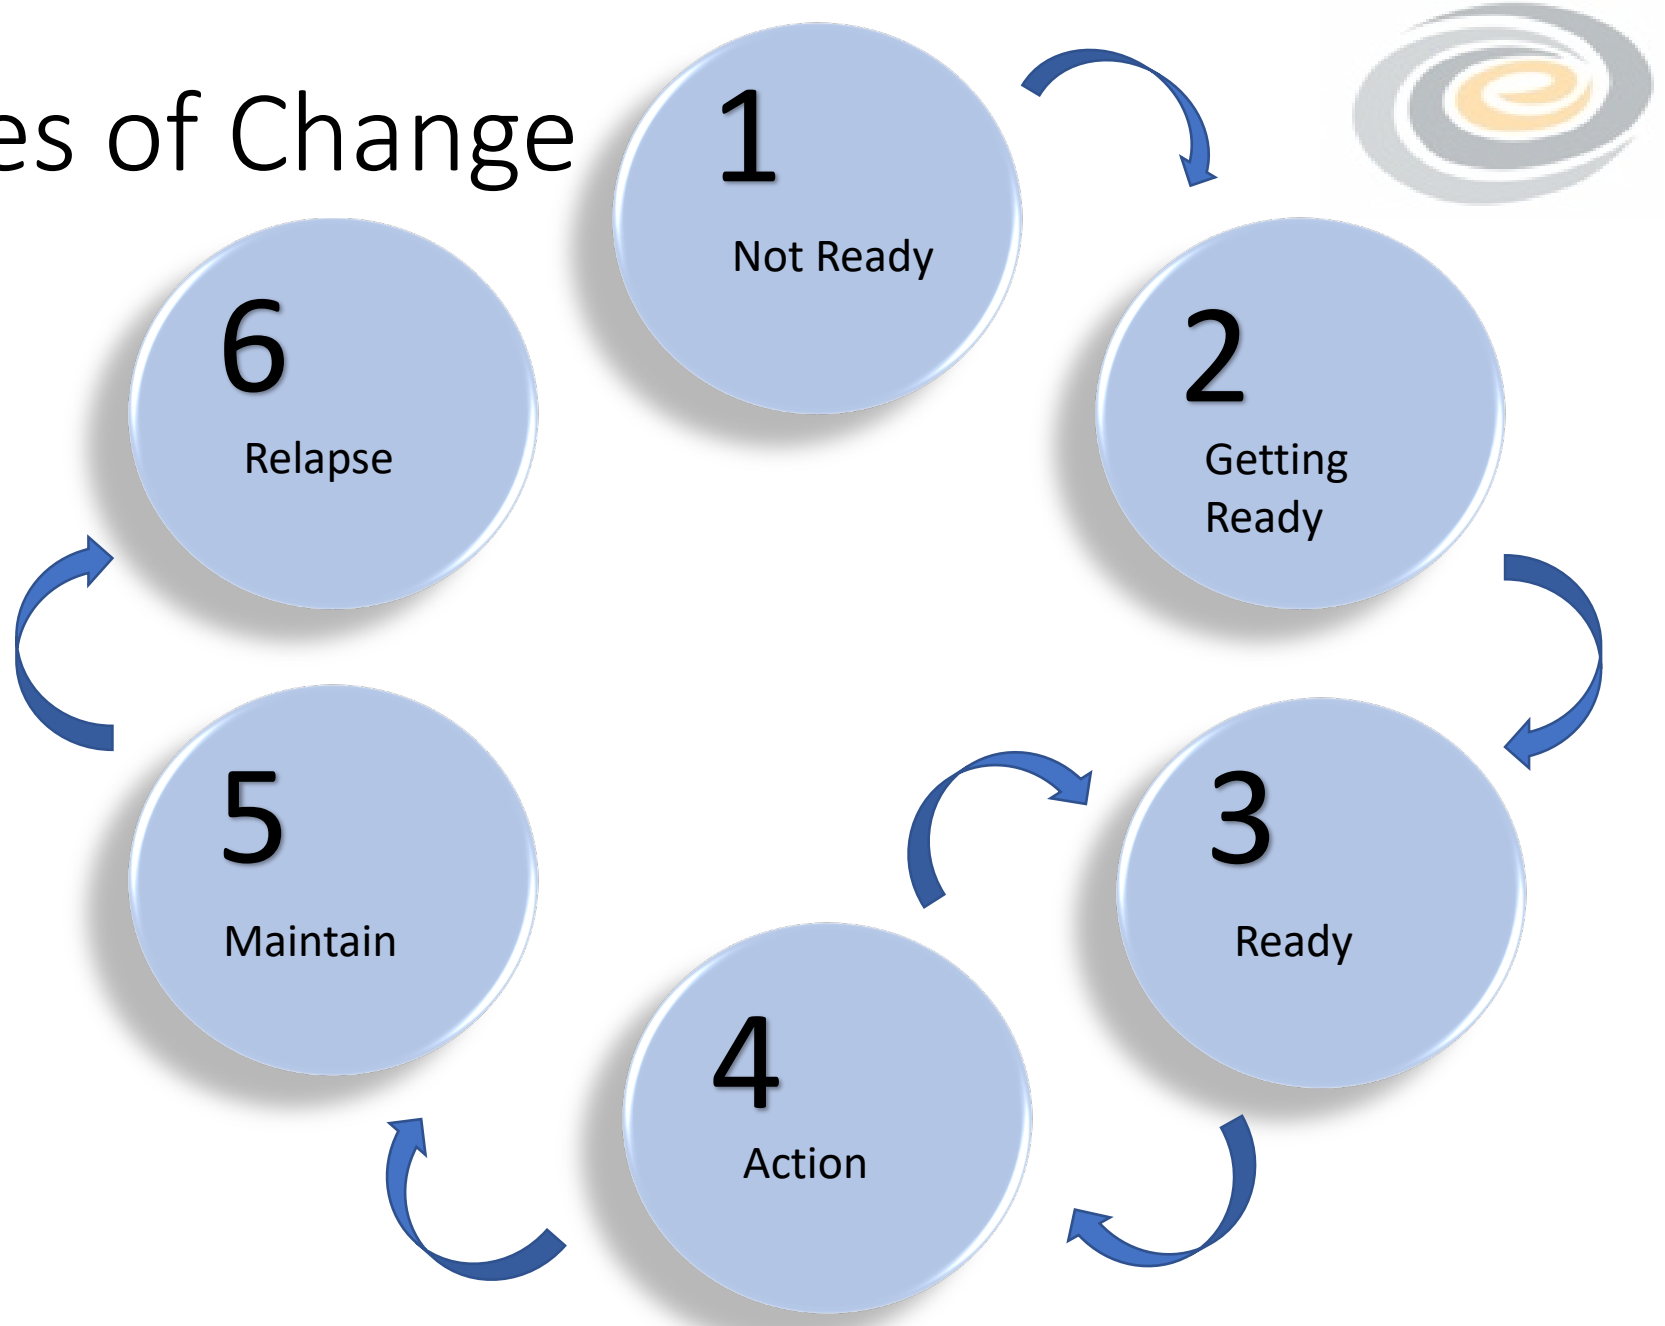 es of Change
1
Not Ready
2
Getting
Ready
3
Ready
4
Action
5
Maintain
6
Relapse